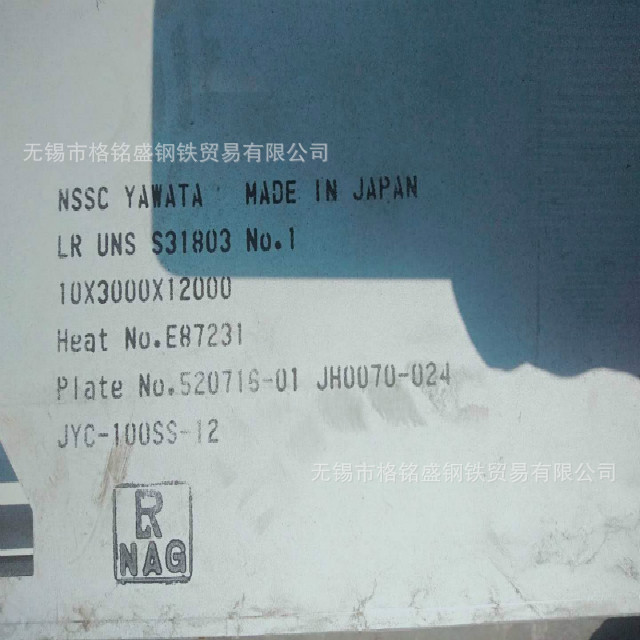 无锡市格铭盛钢铁贸易有限公司
NSSC YAWATA MADE IN JAPAN
LR UNS S31803 No.1
10X3000X12000
Heat No.E87231
Plate No.520716-01 JH0070-024
JYC-100SS-12
无锡市格铭盛钢铁贸易有限公司
LR
NAG